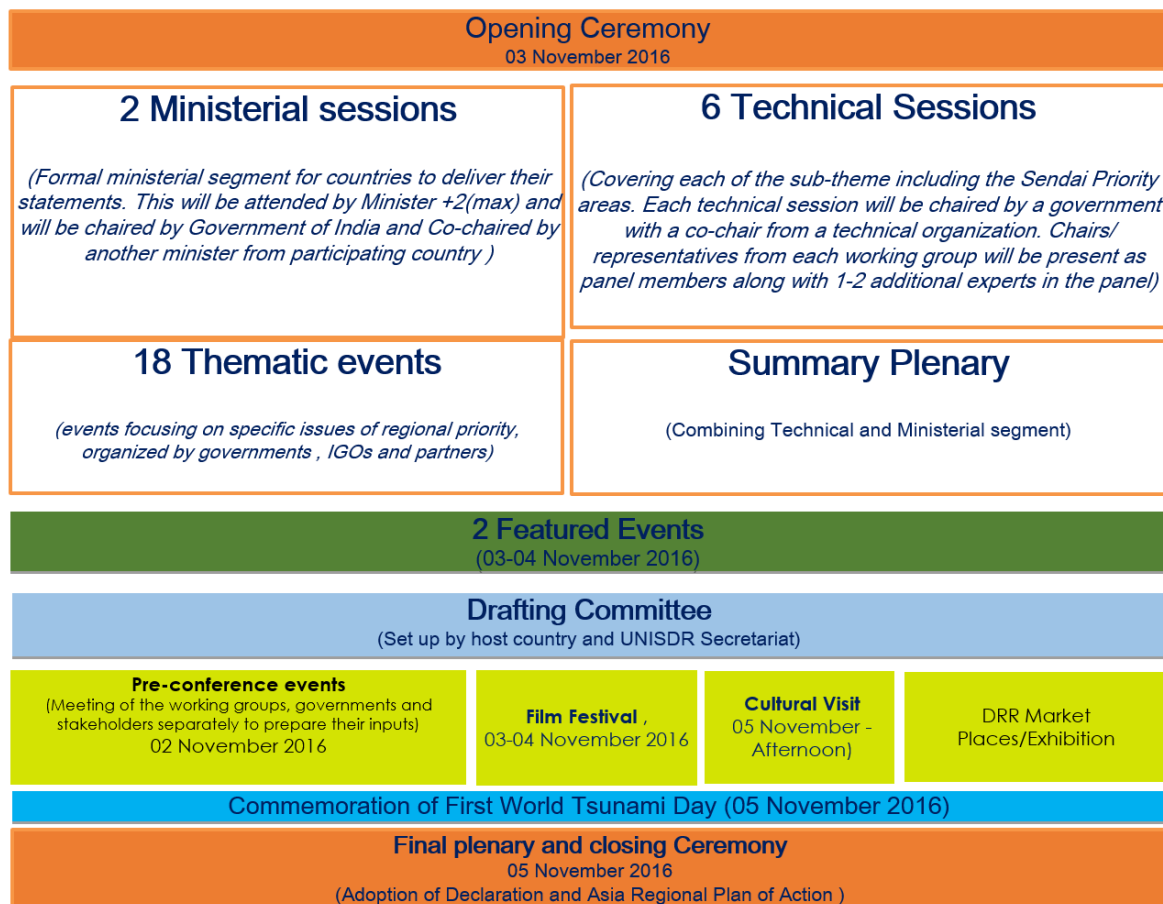 Opening Ceremony
03 November 2016
2 Ministerial sessions
(Formal ministerial segment for countries to deliver their
statements. This will be attended by Minister +2(max) and
will be chaired by Government of India and Co-chaired by
another minister from participating country )
6 Technical Sessions
(Covering each of the sub-theme including the Sendai Priority
areas. Each technical session will be chaired by a government
with a co-chair from a technical organization. Chairs/
representatives from each working group will be present as
panel members along with 1-2 additional experts in the panel)
18 Thematic events
(events focusing on specific issues of regional priority,
organized by governments , IGOs and partners)
Summary Plenary
(Combining Technical and Ministerial segment)
2 Featured Events
(03-04 November 2016)
Drafting Committee
(Set up by host country and UNISDR Secretariat)
Pre-conference events
(Meeting of the working groups, governments and
stakeholders separately to prepare their inputs)
02 November 2016
Film Festival ,
03-04 November 2016
Cultural Visit
05 November -
Afternoon)
DRR Market
Places/Exhibition
Commemoration of First World Tsunami Day (05 November 2016)
Final plenary and closing Ceremony
05 November 2016
(Adoption of Declaration and Asia Regional Plan of Action )